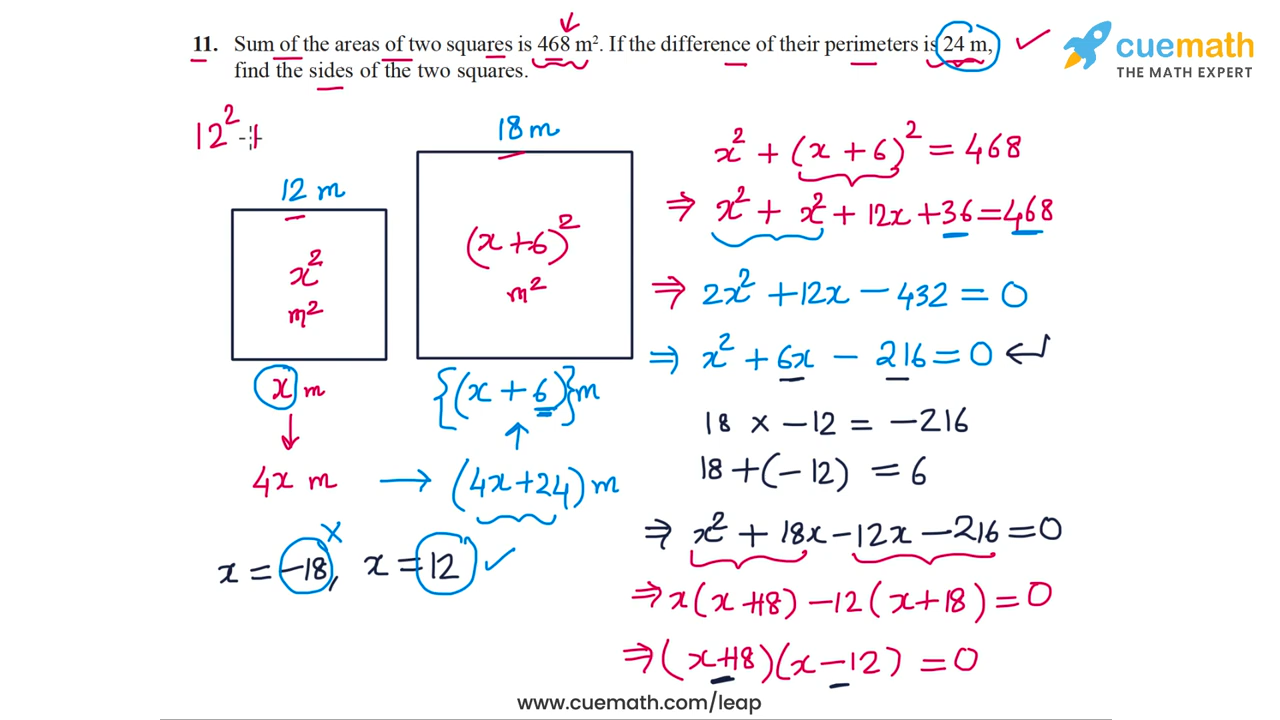 11. Sum of the areas of two squares is 468 m². If the difference of their perimeters is 24 m,
find the sides of the two squares.
cuemath
THE MATH EXPERT
12² +
12 m
x²
m²
x m
4x m
18 m
(x+6)²
m²
{(x + 6)}m
→ (4x+24) m
x = -18, x = 12 ✓
x² + (x + 6)² = 468
⇒ x² + x² + 12x + 36 = 468
⇒ 2x² + 12x - 432 = 0
⇒ x² + 6x - 216 = 0 ↵
18 × -12 = -216
18 + (-12) = 6
⇒ x² + 18x - 12x - 216 = 0
⇒ x(x+18) - 12(x+18) = 0
⇒ (x+18)(x-12) = 0
www.cuemath.com/leap